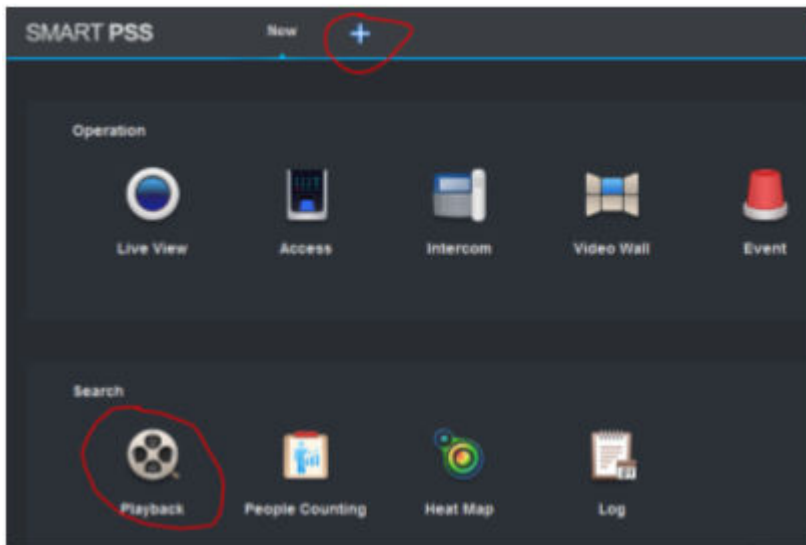 SMART PSS New +
Operation
Live View Access Intercom Video Wall Event
Search
Playback People Counting Heat Map Log